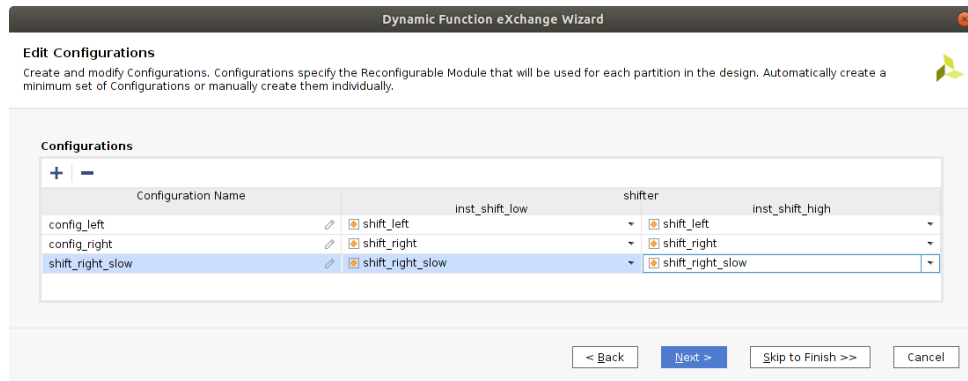 Dynamic Function eXchange Wizard
Edit Configurations
Create and modify Configurations. Configurations specify the Reconfigurable Module that will be used for each partition in the design. Automatically create a
minimum set of Configurations or manually create them individually.
Configurations
Configuration Name shifter
inst_shift_low inst_shift_high
config_left shift_left shift_left
config_right shift_right shift_right
shift_right_slow shift_right_slow shift_right_slow
< Back Next > Skip to Finish >> Cancel